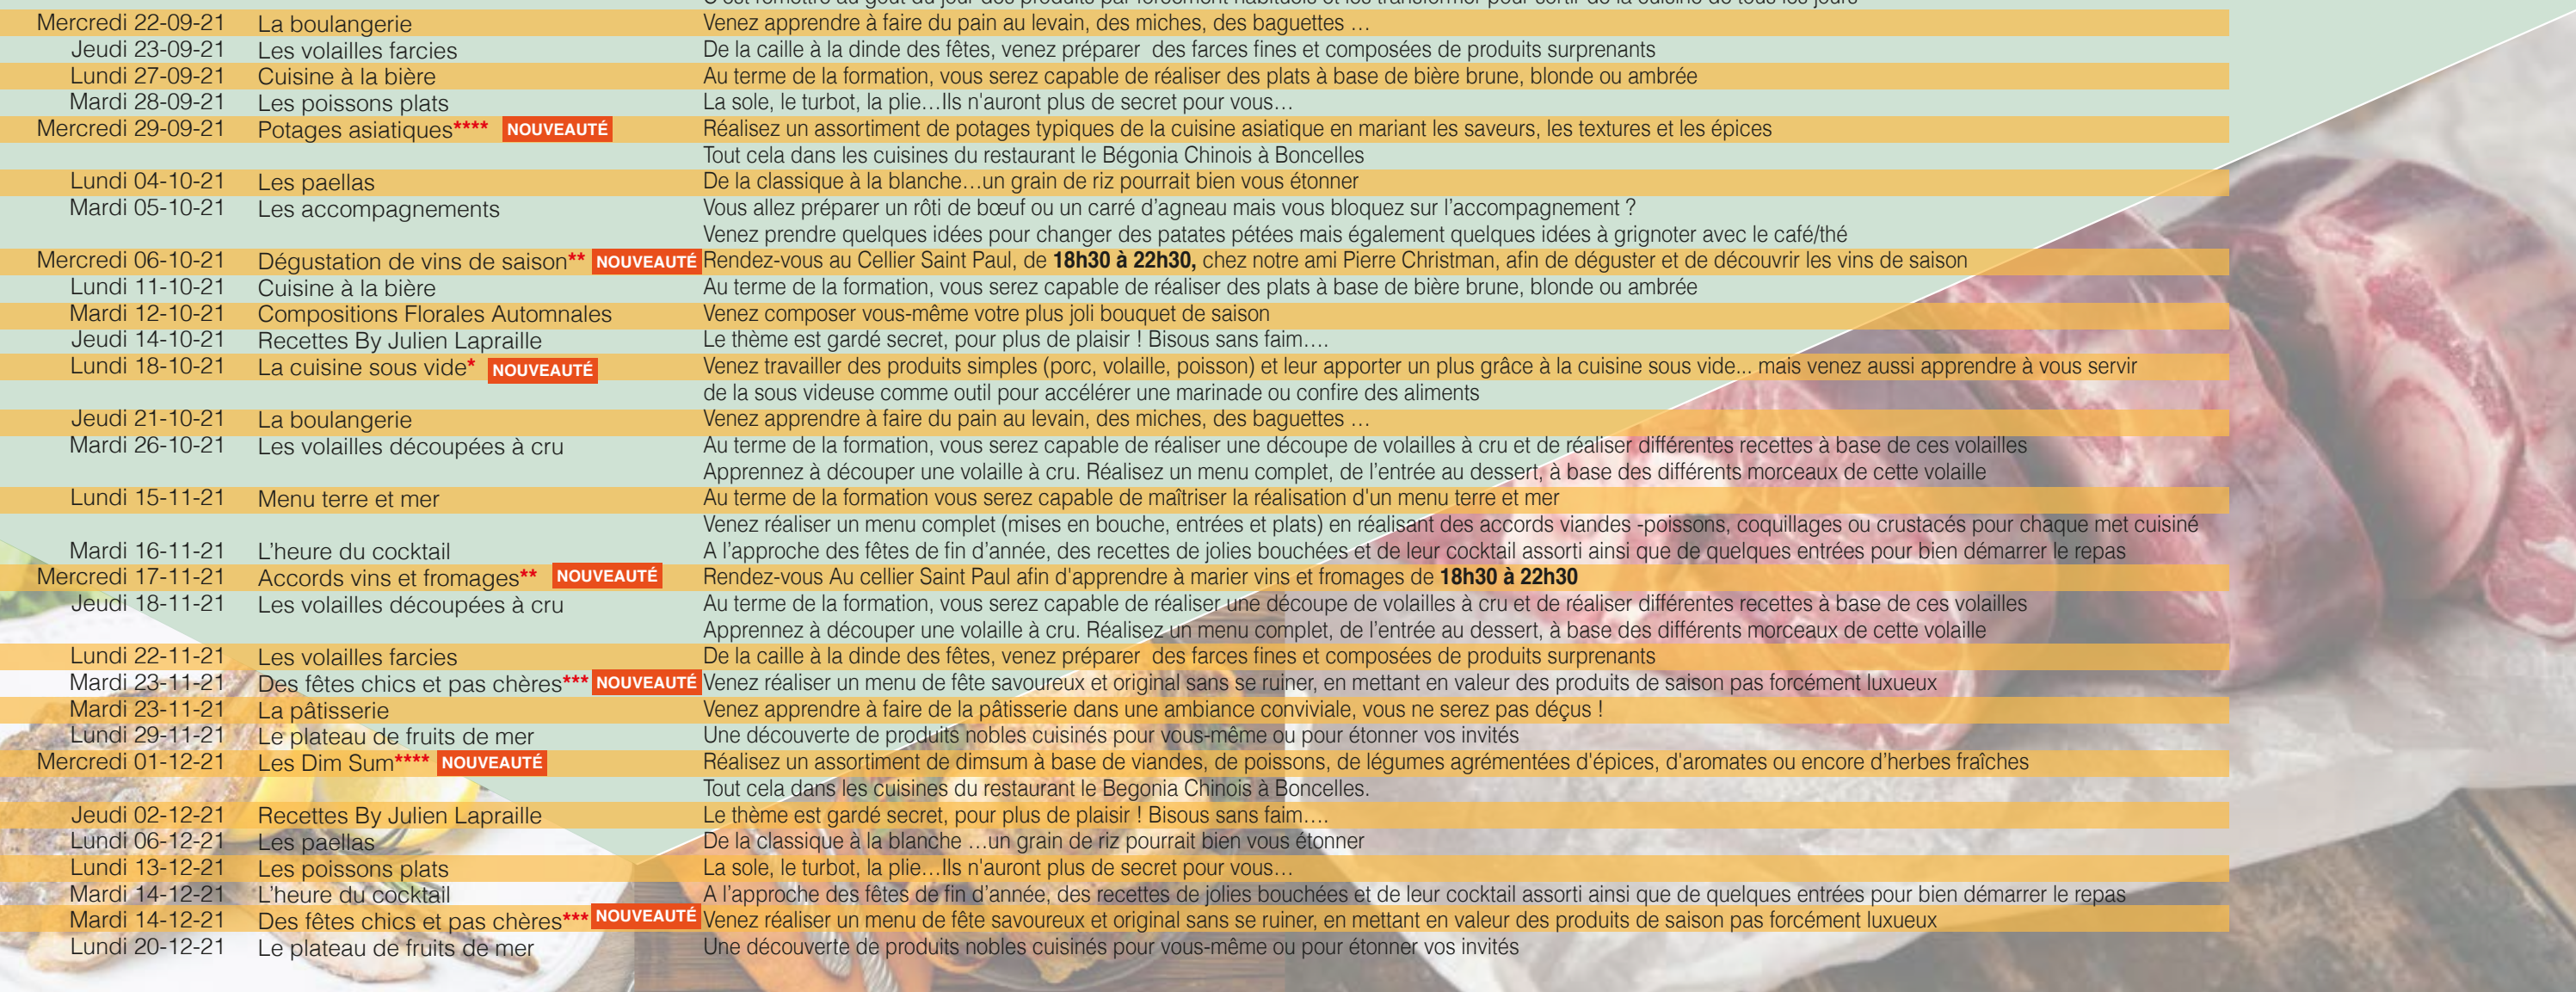 C'est remettre au goût du jour des produits pas forcément habituels et les transformer pour sortir de la cuisine de tous les jours
Mercredi 22-09-21 La boulangerie Venez apprendre à faire du pain au levain, des miches, des baguettes …
Jeudi 23-09-21 Les volailles farcies De la caille à la dinde des fêtes, venez préparer des farces fines et composées de produits surprenants
Lundi 27-09-21 Cuisine à la bière Au terme de la formation, vous serez capable de réaliser des plats à base de bière brune, blonde ou ambrée
Mardi 28-09-21 Les poissons plats La sole, le turbot, la plie…Ils n'auront plus de secret pour vous…
Mercredi 29-09-21 Potages asiatiques**** NOUVEAUTÉ Réalisez un assortiment de potages typiques de la cuisine asiatique en mariant les saveurs, les textures et les épices
Tout cela dans les cuisines du restaurant le Bégonia Chinois à Boncelles
Lundi 04-10-21 Les paellas De la classique à la blanche…un grain de riz pourrait bien vous étonner
Mardi 05-10-21 Les accompagnements Vous allez préparer un rôti de bœuf ou un carré d'agneau mais vous bloquez sur l'accompagnement ?
Venez prendre quelques idées pour changer des patates pétées mais également quelques idées à grignoter avec le café/thé
Mercredi 06-10-21 Dégustation de vins de saison** NOUVEAUTÉ Rendez-vous au Cellier Saint Paul, de 18h30 à 22h30, chez notre ami Pierre Christman, afin de déguster et de découvrir les vins de saison
Lundi 11-10-21 Cuisine à la bière Au terme de la formation, vous serez capable de réaliser des plats à base de bière brune, blonde ou ambrée
Mardi 12-10-21 Compositions Florales Automnales Venez composer vous-même votre plus joli bouquet de saison
Jeudi 14-10-21 Recettes By Julien Lapraille Le thème est gardé secret, pour plus de plaisir ! Bisous sans faim….
Lundi 18-10-21 La cuisine sous vide* NOUVEAUTÉ Venez travailler des produits simples (porc, volaille, poisson) et leur apporter un plus grâce à la cuisine sous vide... mais venez aussi apprendre à vous servir
de la sous videuse comme outil pour accélérer une marinade ou confire des aliments
Jeudi 21-10-21 La boulangerie Venez apprendre à faire du pain au levain, des miches, des baguettes …
Mardi 26-10-21 Les volailles découpées à cru Au terme de la formation, vous serez capable de réaliser une découpe de volailles à cru et de réaliser différentes recettes à base de ces volailles
Apprennez à découper une volaille à cru. Réalisez un menu complet, de l'entrée au dessert, à base des différents morceaux de cette volaille
Lundi 15-11-21 Menu terre et mer Au terme de la formation vous serez capable de maîtriser la réalisation d'un menu terre et mer
Venez réaliser un menu complet (mises en bouche, entrées et plats) en réalisant des accords viandes -poissons, coquillages ou crustacés pour chaque met cuisiné
Mardi 16-11-21 L'heure du cocktail A l'approche des fêtes de fin d'année, des recettes de jolies bouchées et de leur cocktail assorti ainsi que de quelques entrées pour bien démarrer le repas
Mercredi 17-11-21 Accords vins et fromages** NOUVEAUTÉ Rendez-vous Au cellier Saint Paul afin d'apprendre à marier vins et fromages de 18h30 à 22h30
Jeudi 18-11-21 Les volailles découpées à cru Au terme de la formation, vous serez capable de réaliser une découpe de volailles à cru et de réaliser différentes recettes à base de ces volailles
Apprennez à découper une volaille à cru. Réalisez un menu complet, de l'entrée au dessert, à base des différents morceaux de cette volaille
Lundi 22-11-21 Les volailles farcies De la caille à la dinde des fêtes, venez préparer des farces fines et composées de produits surprenants
Mardi 23-11-21 Des fêtes chics et pas chères*** NOUVEAUTÉ Venez réaliser un menu de fête savoureux et original sans se ruiner, en mettant en valeur des produits de saison pas forcément luxueux
Mardi 23-11-21 La pâtisserie Venez apprendre à faire de la pâtisserie dans une ambiance conviviale, vous ne serez pas déçus !
Lundi 29-11-21 Le plateau de fruits de mer Une découverte de produits nobles cuisinés pour vous-même ou pour étonner vos invités
Mercredi 01-12-21 Les Dim Sum**** NOUVEAUTÉ Réalisez un assortiment de dimsum à base de viandes, de poissons, de légumes agrémentées d'épices, d'aromates ou encore d'herbes fraîches
Tout cela dans les cuisines du restaurant le Begonia Chinois à Boncelles.
Jeudi 02-12-21 Recettes By Julien Lapraille Le thème est gardé secret, pour plus de plaisir ! Bisous sans faim….
Lundi 06-12-21 Les paellas De la classique à la blanche …un grain de riz pourrait bien vous étonner
Lundi 13-12-21 Les poissons plats La sole, le turbot, la plie…Ils n'auront plus de secret pour vous…
Mardi 14-12-21 L'heure du cocktail A l'approche des fêtes de fin d'année, des recettes de jolies bouchées et de leur cocktail assorti ainsi que de quelques entrées pour bien démarrer le repas
Mardi 14-12-21 Des fêtes chics et pas chères*** NOUVEAUTÉ Venez réaliser un menu de fête savoureux et original sans se ruiner, en mettant en valeur des produits de saison pas forcément luxueux
Lundi 20-12-21 Le plateau de fruits de mer Une découverte de produits nobles cuisinés pour vous-même ou pour étonner vos invités